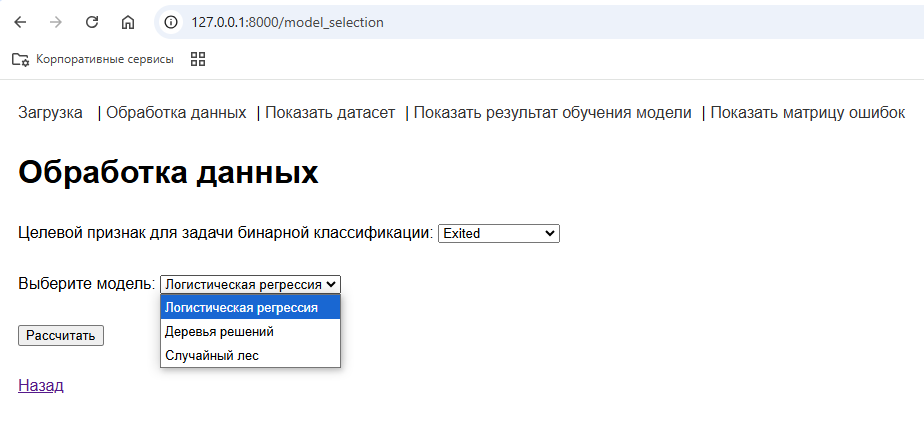 127.0.0.1:8000/model_selection
Корпоративные сервисы
Загрузка | Обработка данных | Показать датасет | Показать результат обучения модели | Показать матрицу ошибок
Обработка данных
Целевой признак для задачи бинарной классификации: Exited
Выберите модель: Логистическая регрессия
Логистическая регрессия
Деревья решений
Случайный лес
Рассчитать
Назад